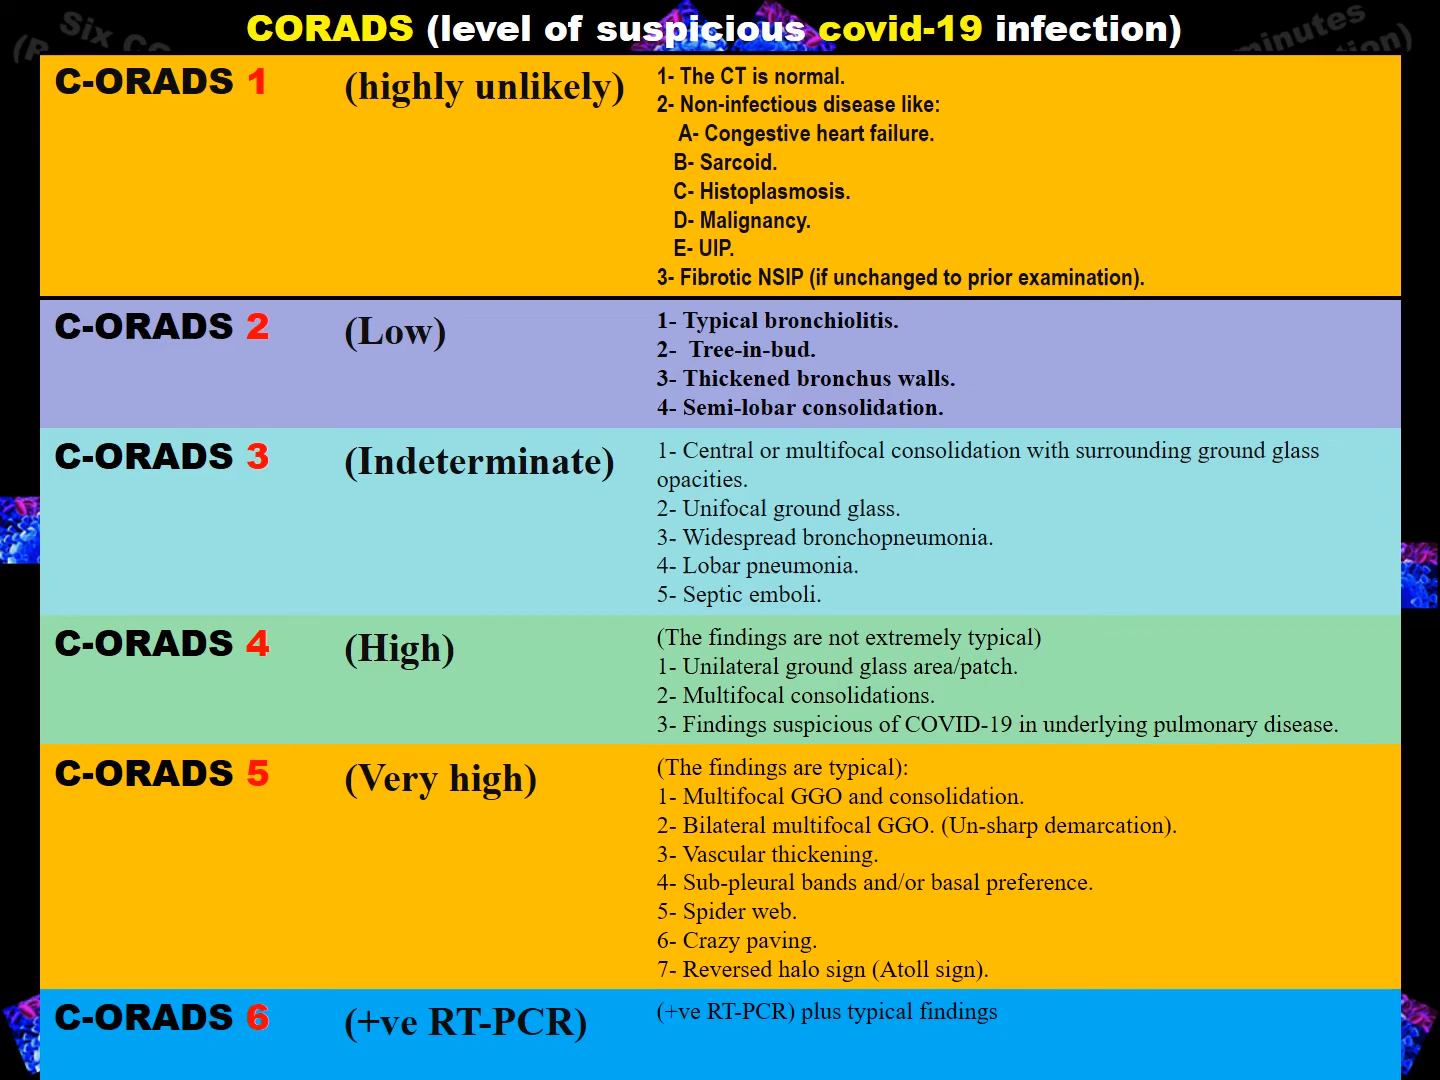 CORADS (level of suspicious covid-19 infection)
Six
minutes
C-ORADS 1
(highly unlikely)
1- The CT is normal.
2- Non-infectious disease like:
A- Congestive heart failure.
B- Sarcoid.
C- Histoplasmosis.
D- Malignancy.
E- UIP.
3- Fibrotic NSIP (if unchanged to prior examination).
C-ORADS 2
(Low)
1- Typical bronchiolitis.
2- Tree-in-bud.
3- Thickened bronchus walls.
4- Semi-lobar consolidation.
C-ORADS 3
(Indeterminate)
1- Central or multifocal consolidation with surrounding ground glass
opacities.
2- Unifocal ground glass.
3- Widespread bronchopneumonia.
4- Lobar pneumonia.
5- Septic emboli.
C-ORADS 4
(High)
(The findings are not extremely typical)
1- Unilateral ground glass area/patch.
2- Multifocal consolidations.
3- Findings suspicious of COVID-19 in underlying pulmonary disease.
C-ORADS 5
(Very high)
(The findings are typical):
1- Multifocal GGO and consolidation.
2- Bilateral multifocal GGO. (Un-sharp demarcation).
3- Vascular thickening.
4- Sub-pleural bands and/or basal preference.
5- Spider web.
6- Crazy paving.
7- Reversed halo sign (Atoll sign).
C-ORADS 6
(+ve RT-PCR)
(+ve RT-PCR) plus typical findings